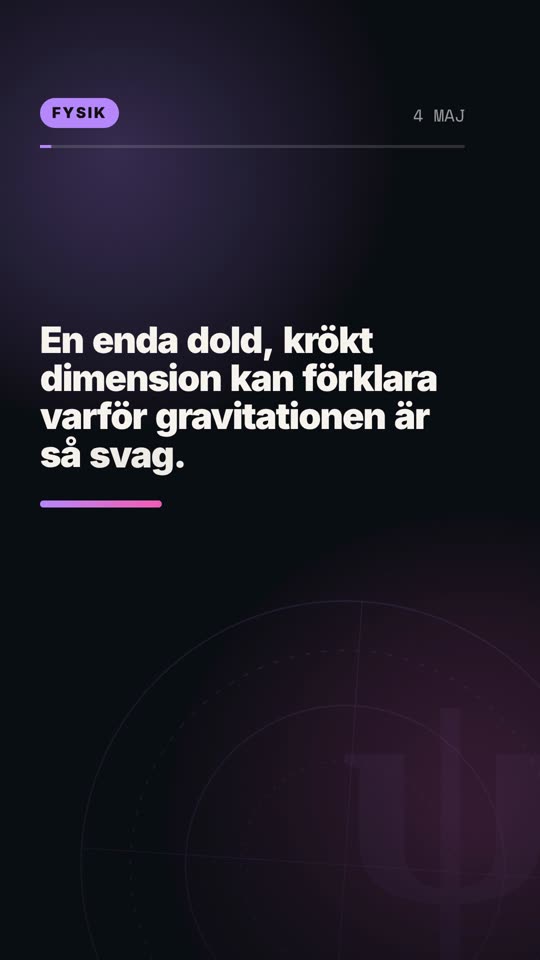 FYSIK
4 MAJ
En enda dold, krökt
dimension kan förklara
varför gravitationen är
så svag.
ψ